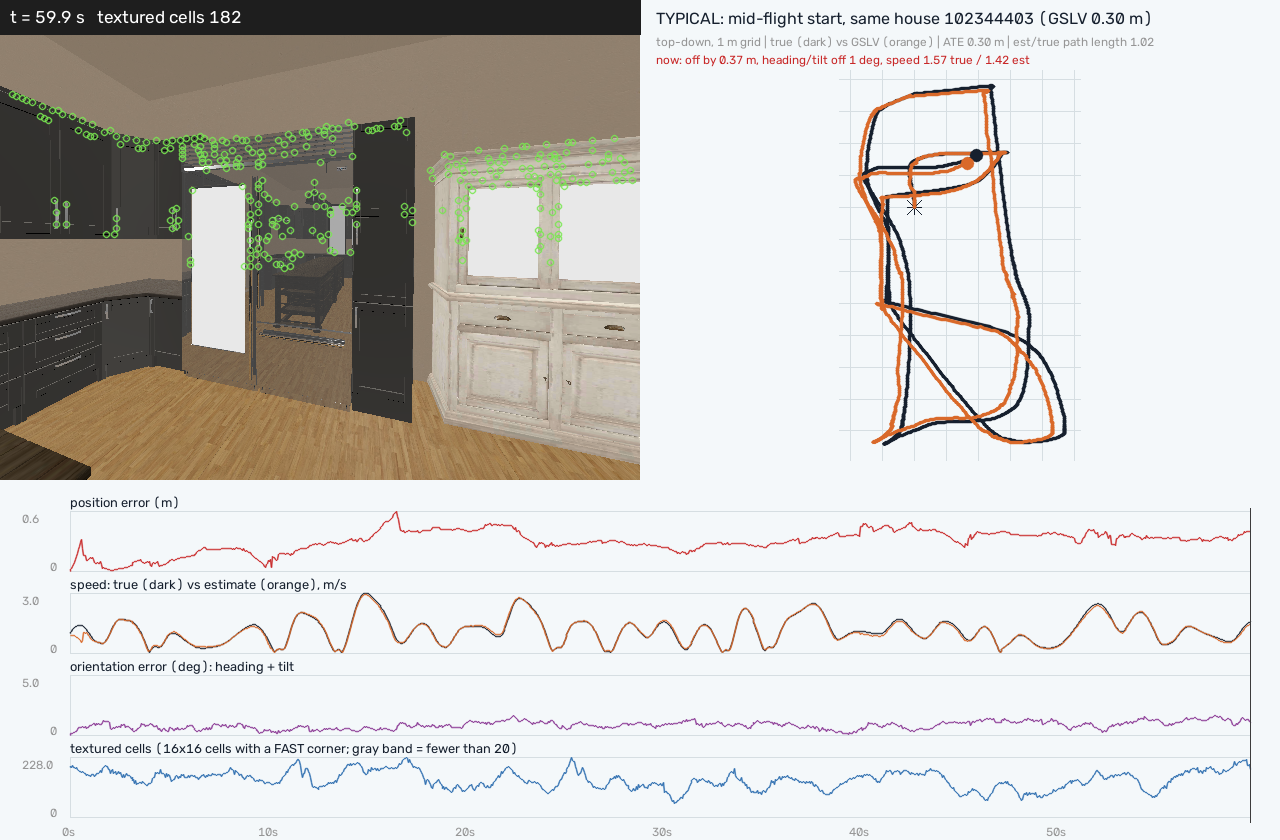 t = 59.9 s   textured cells 182
TYPICAL: mid-flight start, same house 102344403 (GSLV 0.30 m)
top-down, 1 m grid | true (dark) vs GSLV (orange) | ATE 0.30 m | est/true path length 1.02
now: off by 0.37 m, heading/tilt off 1 deg, speed 1.57 true / 1.42 est
position error (m)
0.6
0
speed: true (dark) vs estimate (orange), m/s
3.0
0
orientation error (deg): heading + tilt
5.0
0
textured cells (16x16 cells with a FAST corner; gray band = fewer than 20)
228.0
0
0s 10s 20s 30s 40s 50s